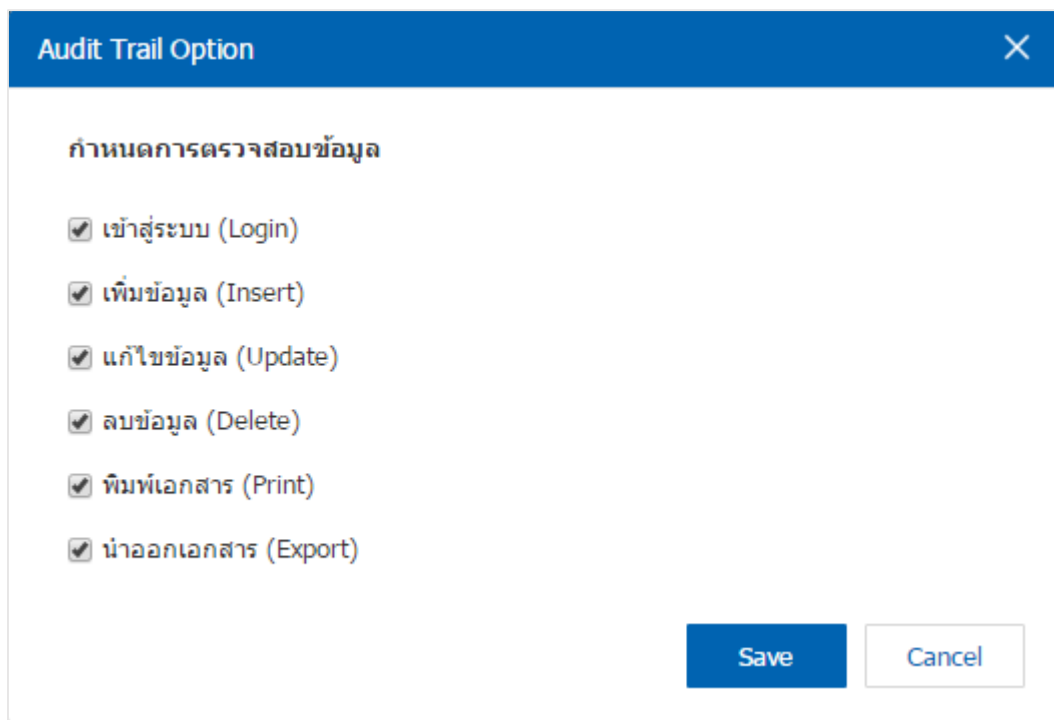 Audit Trail Option
กำหนดการตรวจสอบข้อมูล
เข้าสู่ระบบ (Login)
เพิ่มข้อมูล (Insert)
แก้ไขข้อมูล (Update)
ลบข้อมูล (Delete)
พิมพ์เอกสาร (Print)
นำออกเอกสาร (Export)
Save Cancel